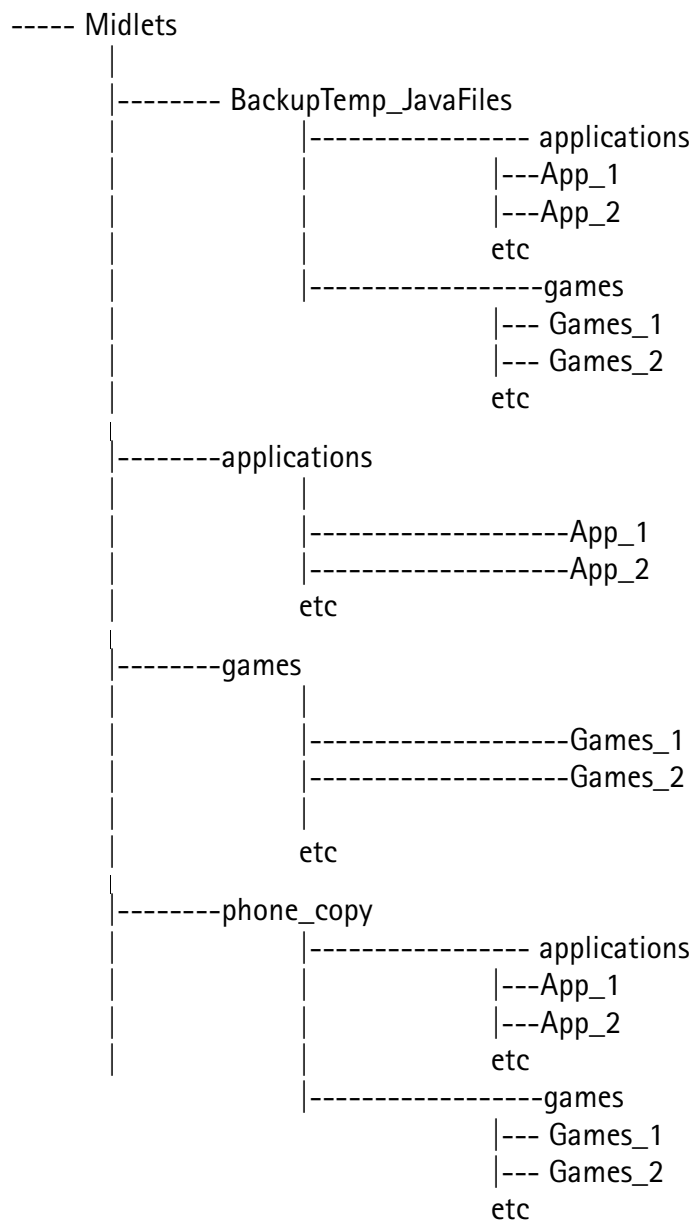 ----- Midlets
|
|-------- BackupTemp_JavaFiles
| |----------------- applications
| | |---App_1
| | |---App_2
| | etc
| |------------------games
| |--- Games_1
| |--- Games_2
| etc
|--------applications
| |
| |--------------------App_1
| |--------------------App_2
| etc
|--------games
| |
| |--------------------Games_1
| |--------------------Games_2
| |
| etc
|--------phone_copy
| |----------------- applications
| | |---App_1
| | |---App_2
| | etc
|------------------games
|--- Games_1
|--- Games_2
etc